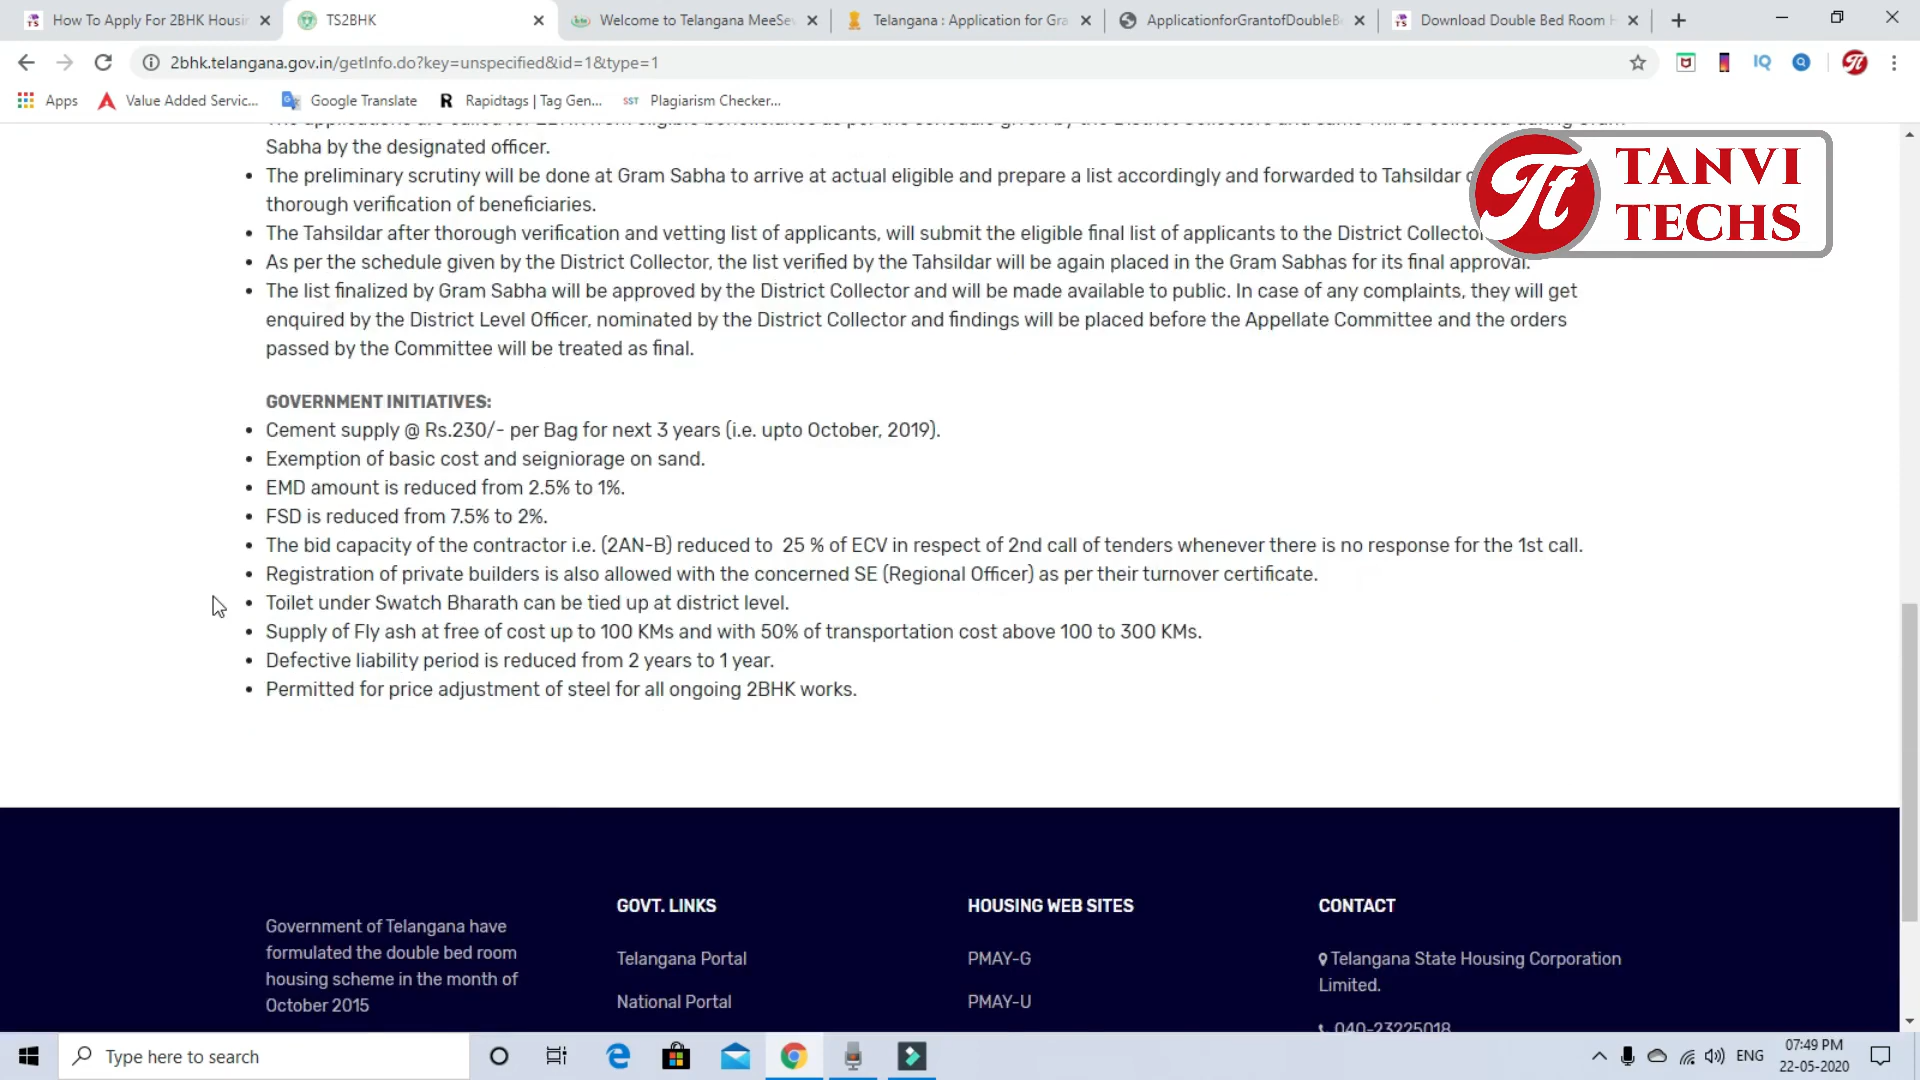 How To Apply For 2BHK Housi
TS2BHK
Welcome to Telangana MeeSe
Telangana : Application for Gra
ApplicationforGrantofDoubleB
Download Double Bed Room H
2bhk.telangana.gov.in/getInfo.do?key=unspecified&id=1&type=1
Apps
Value Added Servic...
Google Translate
R Rapidtags | Tag Gen...
SST Plagiarism Checker...
Sabha by the designated officer.
• The preliminary scrutiny will be done at Gram Sabha to arrive at actual eligible and prepare a list accordingly and forwarded to Tahsildar
thorough verification of beneficiaries.
• The Tahsildar after thorough verification and vetting list of applicants, will submit the eligible final list of applicants to the District Collector
• As per the schedule given by the District Collector, the list verified by the Tahsildar will be again placed in the Gram Sabhas for its final approval.
• The list finalized by Gram Sabha will be approved by the District Collector and will be made available to public. In case of any complaints, they will get
enquired by the District Level Officer, nominated by the District Collector and findings will be placed before the Appellate Committee and the orders
passed by the Committee will be treated as final.
TANVI
TECHS
GOVERNMENT INITIATIVES:
• Cement supply @ Rs.230/- per Bag for next 3 years (i.e. upto October, 2019).
• Exemption of basic cost and seigniorage on sand.
• EMD amount is reduced from 2.5% to 1%.
• FSD is reduced from 7.5% to 2%.
• The bid capacity of the contractor i.e. (2AN-B) reduced to 25 % of ECV in respect of 2nd call of tenders whenever there is no response for the 1st call.
• Registration of private builders is also allowed with the concerned SE (Regional Officer) as per their turnover certificate.
• Toilet under Swatch Bharath can be tied up at district level.
• Supply of Fly ash at free of cost up to 100 KMs and with 50% of transportation cost above 100 to 300 KMs.
• Defective liability period is reduced from 2 years to 1 year.
• Permitted for price adjustment of steel for all ongoing 2BHK works.
Government of Telangana have
formulated the double bed room
housing scheme in the month of
October 2015
GOVT. LINKS
Telangana Portal
National Portal
HOUSING WEB SITES
PMAY-G
PMAY-U
CONTACT
Telangana State Housing Corporation
Limited.
040-23225018
Type here to search
ENG
07:49 PM
22-05-2020